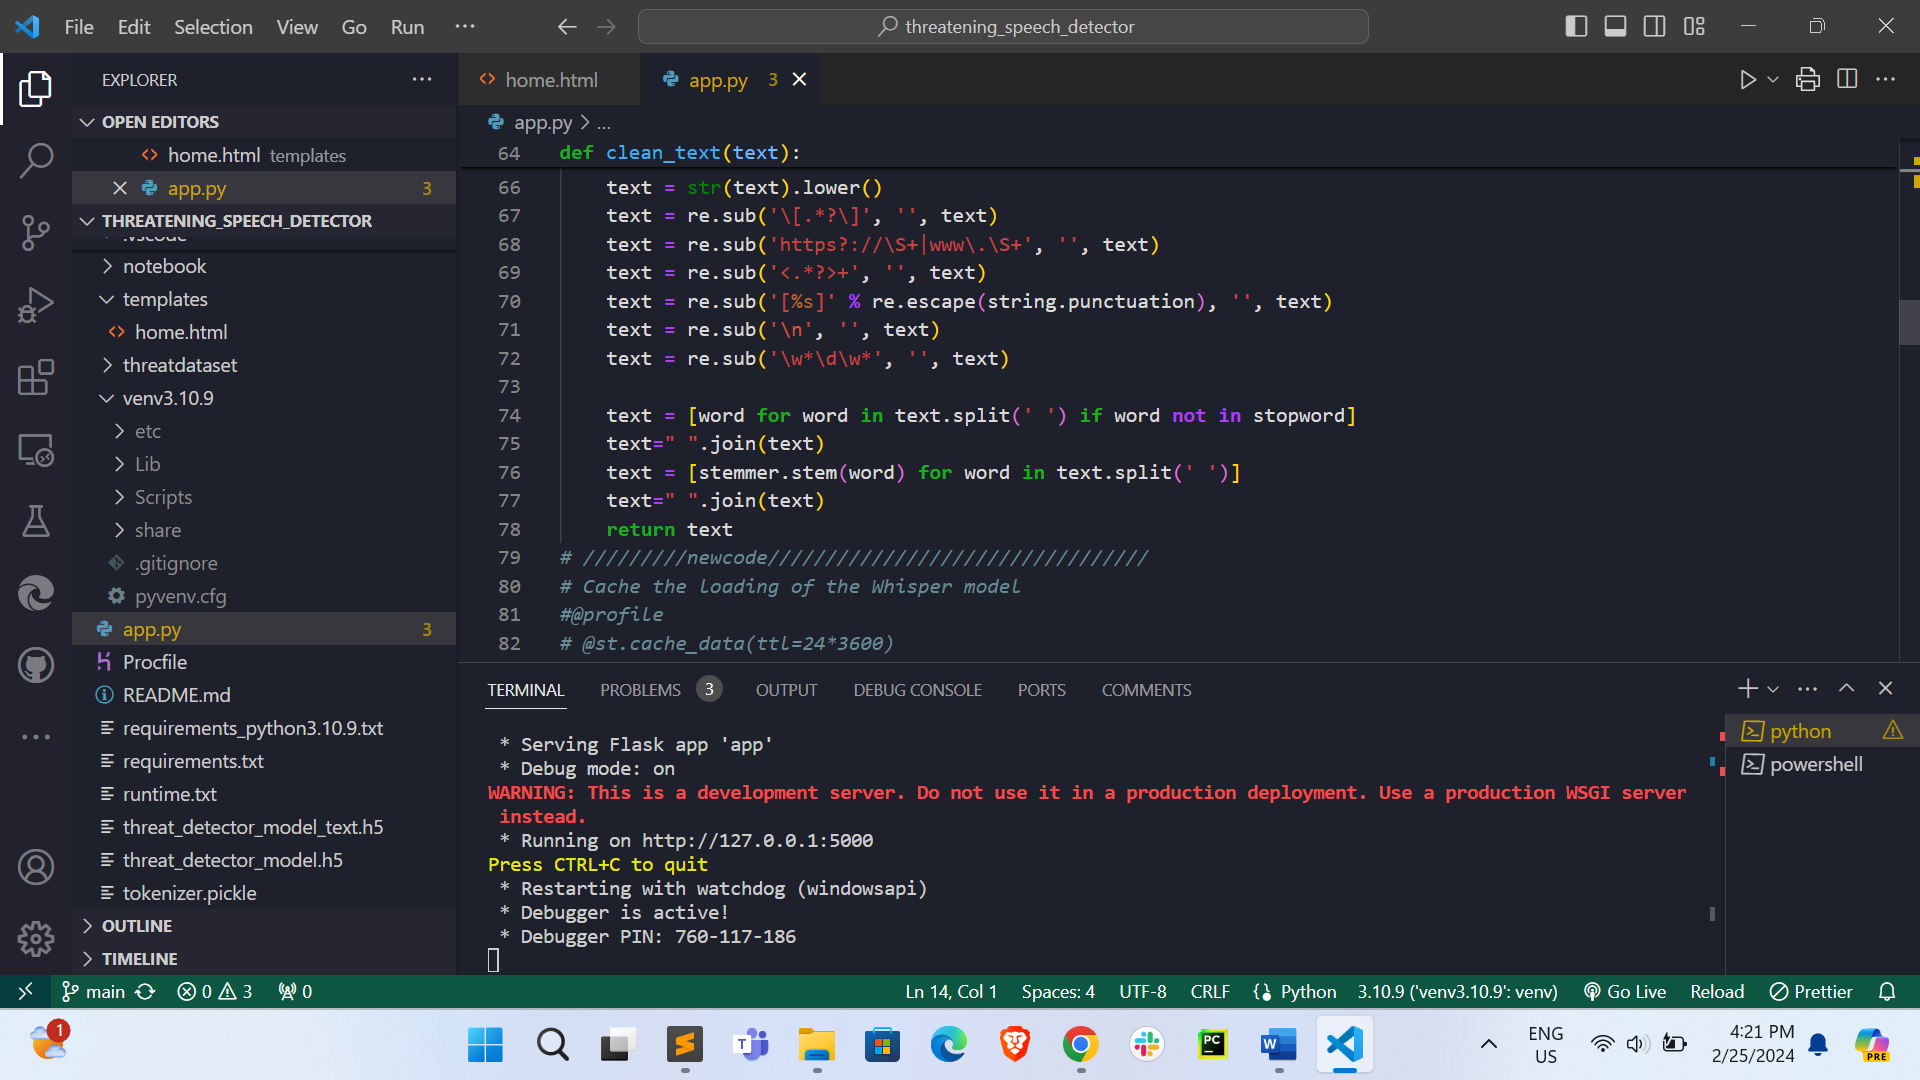 File Edit Selection View Go Run ··· threatening_speech_detector
EXPLORER ···
OPEN EDITORS
home.html templates
app.py 3
THREATENING_SPEECH_DETECTOR
.vscode
notebook
templates
home.html
threatdataset
venv3.10.9
etc
Lib
Scripts
share
.gitignore
pyvenv.cfg
app.py 3
Procfile
README.md
requirements_python3.10.9.txt
requirements.txt
runtime.txt
threat_detector_model_text.h5
threat_detector_model.h5
tokenizer.pickle
OUTLINE
TIMELINE
home.html app.py 3
app.py > ...
64 def clean_text(text):
66 text = str(text).lower()
67 text = re.sub('\[.*?\]', '', text)
68 text = re.sub('https?://\S+|www\.\S+', '', text)
69 text = re.sub('<.*?>+', '', text)
70 text = re.sub('[%s]' % re.escape(string.punctuation), '', text)
71 text = re.sub('\n', '', text)
72 text = re.sub('\w*\d\w*', '', text)
73
74 text = [word for word in text.split(' ') if word not in stopword]
75 text=" ".join(text)
76 text = [stemmer.stem(word) for word in text.split(' ')]
77 text=" ".join(text)
78 return text
79 # /////////newcode/////////////////////////////////
80 # Cache the loading of the Whisper model
81 #@profile
82 # @st.cache_data(ttl=24*3600)
TERMINAL PROBLEMS 3 OUTPUT DEBUG CONSOLE PORTS COMMENTS
* Serving Flask app 'app'
* Debug mode: on
WARNING: This is a development server. Do not use it in a production deployment. Use a production WSGI server
instead.
* Running on http://127.0.0.1:5000
Press CTRL+C to quit
* Restarting with watchdog (windowsapi)
* Debugger is active!
* Debugger PIN: 760-117-186
python
powershell
main 0 3 0 Ln 14, Col 1 Spaces: 4 UTF-8 CRLF Python 3.10.9 ('venv3.10.9': venv) Go Live Reload Prettier
1 T PC W ENG
US 4:21 PM
2/25/2024 PRE